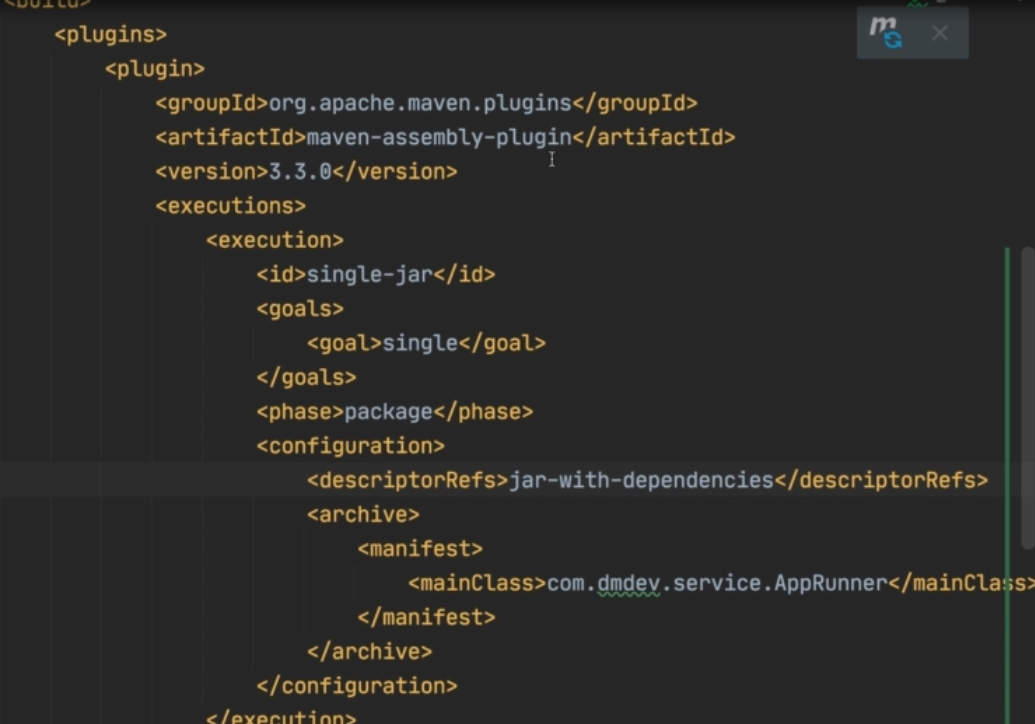 <build>
<plugins>
<plugin>
<groupId>org.apache.maven.plugins</groupId>
<artifactId>maven-assembly-plugin</artifactId>
<version>3.3.0</version>
<executions>
<execution>
<id>single-jar</id>
<goals>
<goal>single</goal>
</goals>
<phase>package</phase>
<configuration>
<descriptorRefs>jar-with-dependencies</descriptorRefs>
<archive>
<manifest>
<mainClass>com.dmdev.service.AppRunner</mainClass>
</manifest>
</archive>
</configuration>
</execution>